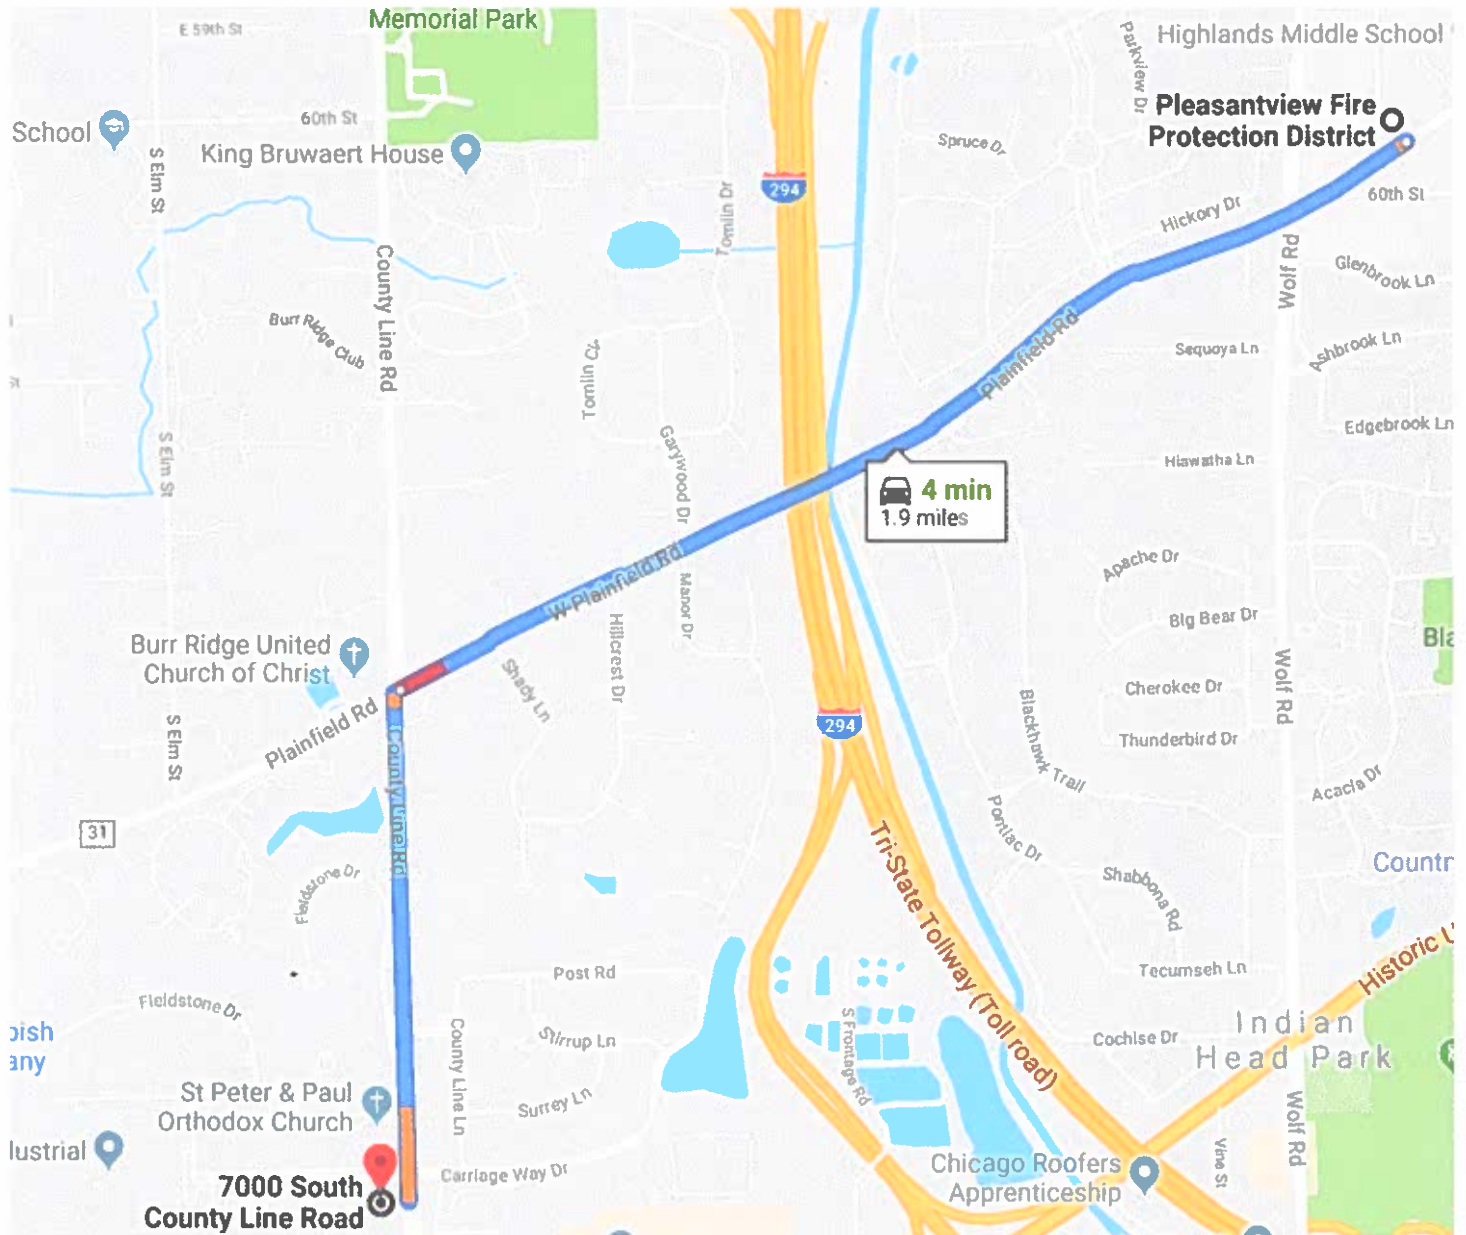 Memorial Park
E 59th St
Highlands Middle School
Parkview Dr
Pleasantview Fire
Protection District
60th St
School
King Bruwaert House
S Elm St
Spruce Dr
294
Tomlin Dr
60th St
Hickory Dr
Wolf Rd
Glenbrook Ln
County Line Rd
Burr Ridge Club
Plainfield Rd
Sequoya Ln
Ashbrook Ln
Tomlin Ct
Edgebrook Ln
S Elm St
Garywood Dr
Hiawatha Ln
4 min
1.9 miles
W Plainfield Rd
Manor Dr
Apache Dr
Hillcrest Dr
Big Bear Dr
Burr Ridge United
Church of Christ
Bla
Shady Ln
Wolf Rd
Cherokee Dr
Plainfield Rd
S Elm St
294
Blackhawk Trail
Thunderbird Dr
County Line Rd
Acacia Dr
31
Pontiac Dr
Tri-State Tollway (Toll road)
Countr
Fieldstone Dr
Shabbona Rd
Historic U
Post Rd
Tecumseh Ln
Fieldstone Dr
S Frontage Rd
Indian
Head Park
County Line Ln
Stirrup Ln
Cochise Dr
oish
any
St Peter & Paul
Orthodox Church
Surrey Ln
Wolf Rd
Vine St
dustrial
7000 South
County Line Road
Carriage Way Dr
Chicago Roofers
Apprenticeship